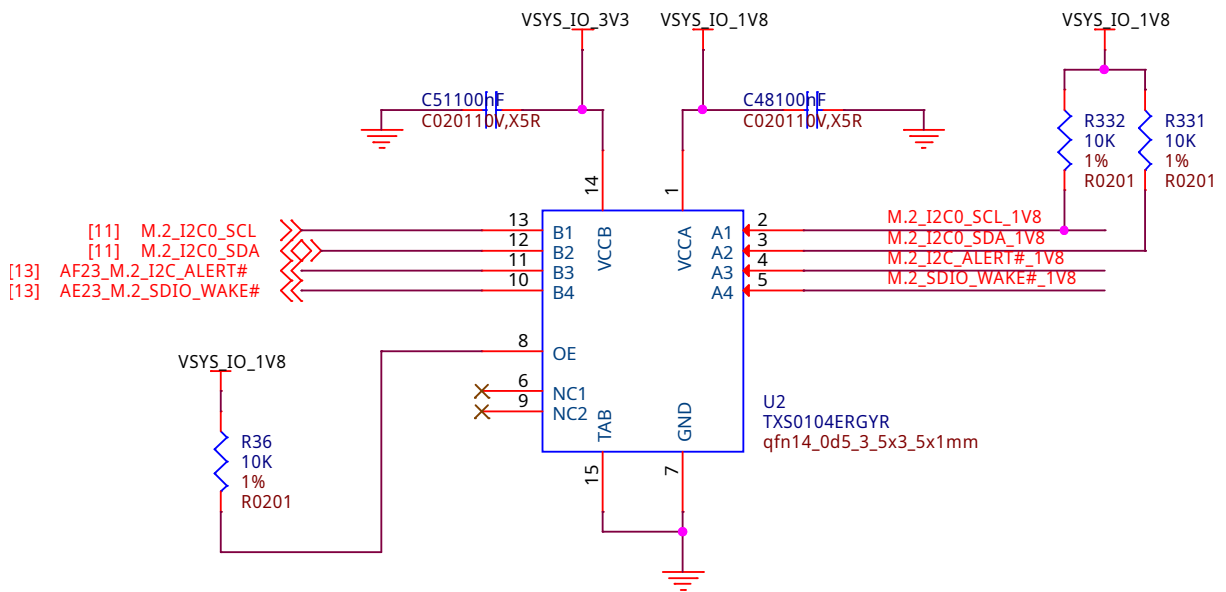 VSYS_IO_3V3
VSYS_IO_1V8
VSYS_IO_1V8
C51100nF
C020110V,X5R
C48100nF
C020110V,X5R
R332
10K
1%
R0201
R331
10K
1%
R0201
14
1
[11] M.2_I2C0_SCL
[11] M.2_I2C0_SDA
[13] AF23_M.2_I2C_ALERT#
[13] AE23_M.2_SDIO_WAKE#
13
12
11
10
B1
B2
B3
B4
VCCB
VCCA
A1
A2
A3
A4
2
3
4
5
M.2_I2C0_SCL_1V8
M.2_I2C0_SDA_1V8
M.2_I2C_ALERT#_1V8
M.2_SDIO_WAKE#_1V8
8
OE
6
NC1
9
NC2
TAB
GND
15
7
VSYS_IO_1V8
R36
10K
1%
R0201
U2
TXS0104ERGYR
qfn14_0d5_3_5x3_5x1mm